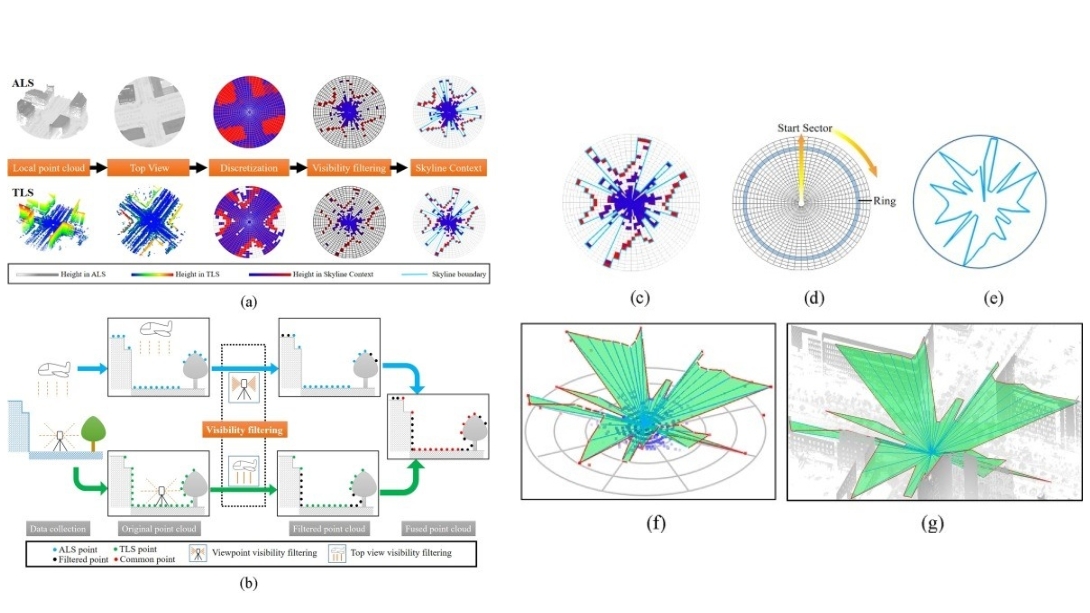 ALS
Local point cloud
Top View
Discretization
Visibility filtering
Skyline Context
TLS
Height in ALS
Height in TLS
Height in Skyline Context
Skyline boundary
(a)
Visibility filtering
Data collection
Original point cloud
Filtered point cloud
Fused point cloud
ALS point
TLS point
Viewpoint visibility filtering
Top view visibility filtering
Filtered point
Common point
(b)
Start Sector
Ring
(c)
(d)
(e)
(f)
(g)